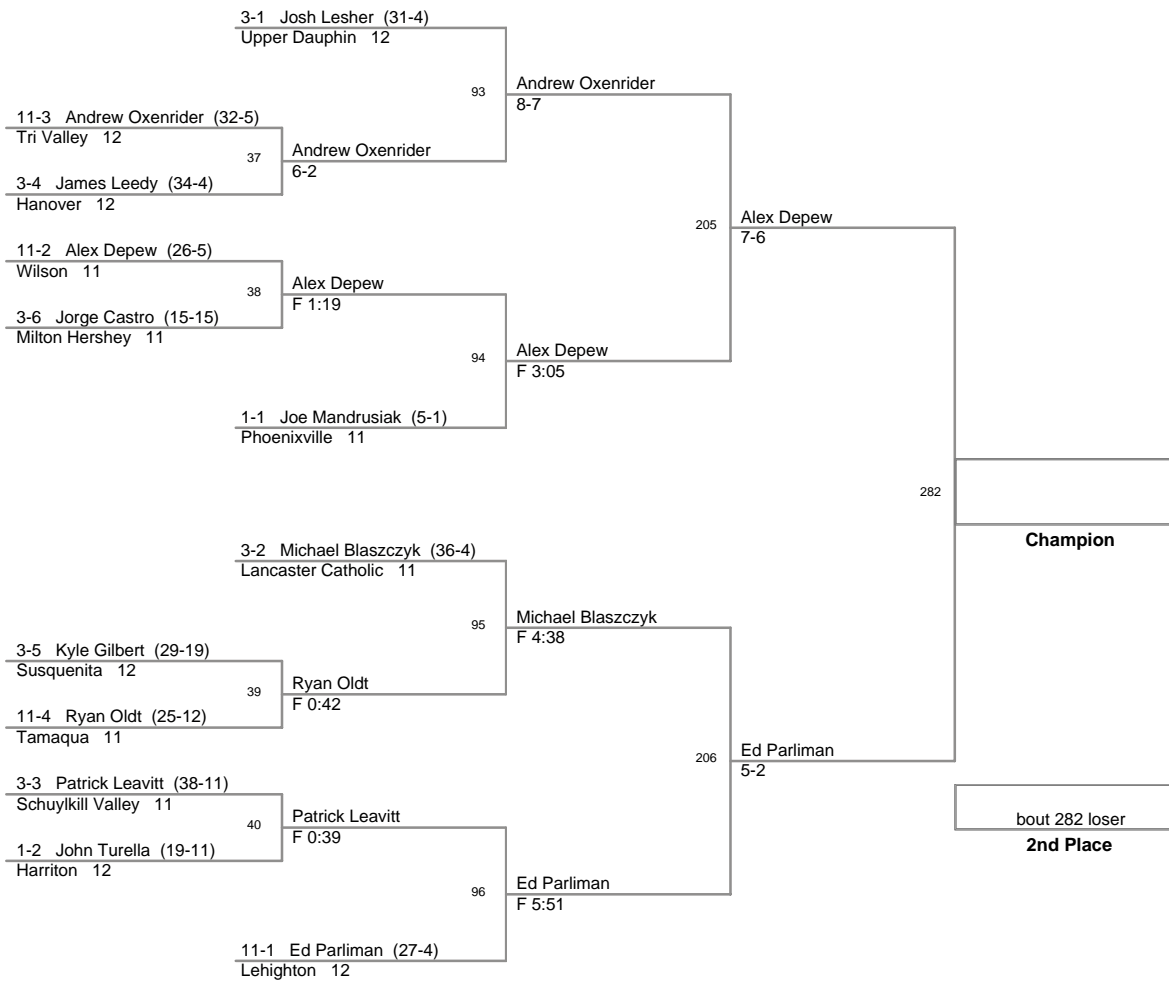 3-1 Josh Lesher (31-4)
Upper Dauphin 12
93
Andrew Oxenrider
8-7
11-3 Andrew Oxenrider (32-5)
Tri Valley 12
37
Andrew Oxenrider
6-2
3-4 James Leedy (34-4)
Hanover 12
205
Alex Depew
7-6
11-2 Alex Depew (26-5)
Wilson 11
38
Alex Depew
F 1:19
3-6 Jorge Castro (15-15)
Milton Hershey 11
94
Alex Depew
F 3:05
1-1 Joe Mandrusiak (5-1)
Phoenixville 11
282
Champion
3-2 Michael Blaszczyk (36-4)
Lancaster Catholic 11
95
Michael Blaszczyk
F 4:38
3-5 Kyle Gilbert (29-19)
Susquenita 12
39
Ryan Oldt
F 0:42
11-4 Ryan Oldt (25-12)
Tamaqua 11
206
Ed Parliman
5-2
3-3 Patrick Leavitt (38-11)
Schuylkill Valley 11
40
Patrick Leavitt
F 0:39
bout 282 loser
2nd Place
1-2 John Turella (19-11)
Harriton 12
96
Ed Parliman
F 5:51
11-1 Ed Parliman (27-4)
Lehighton 12